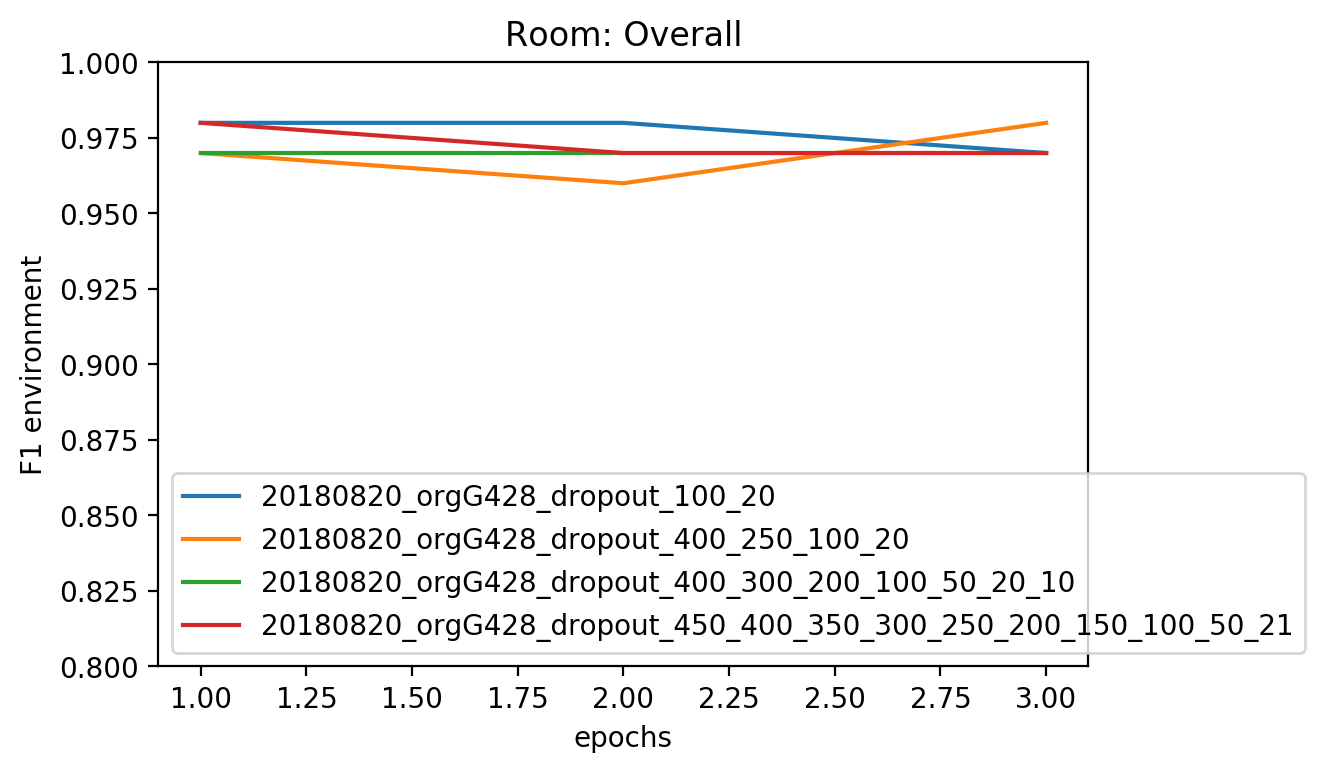 Room: Overall
1.000
0.975
0.950
0.925
0.900
0.875
0.850
0.825
0.800
F1 environment
20180820_orgG428_dropout_100_20
20180820_orgG428_dropout_400_250_100_20
20180820_orgG428_dropout_400_300_200_100_50_20_10
20180820_orgG428_dropout_450_400_350_300_250_200_150_100_50_21
1.00 1.25 1.50 1.75 2.00 2.25 2.50 2.75 3.00
epochs